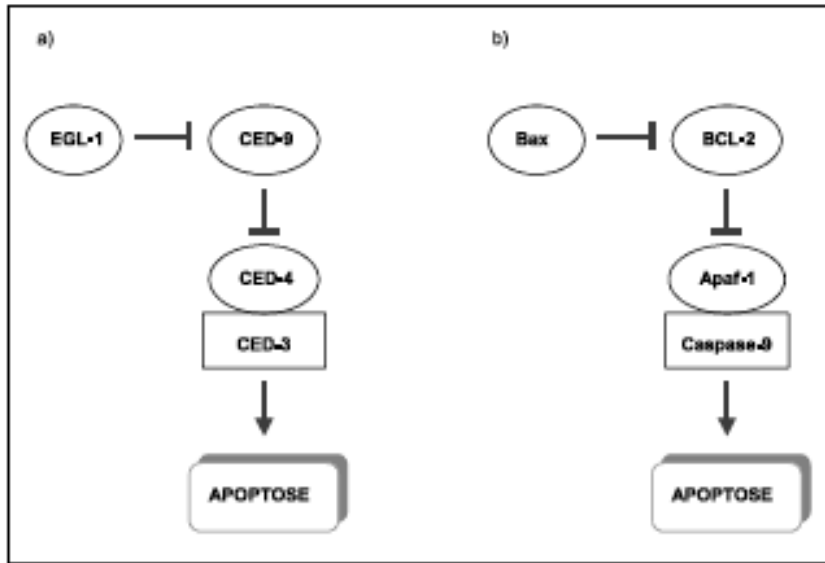 a)
EGL-1
CED-9
CED-4
CED-3
APOPTOSE
b)
Bax
BCL-2
Apaf-1
Caspase-9
APOPTOSE